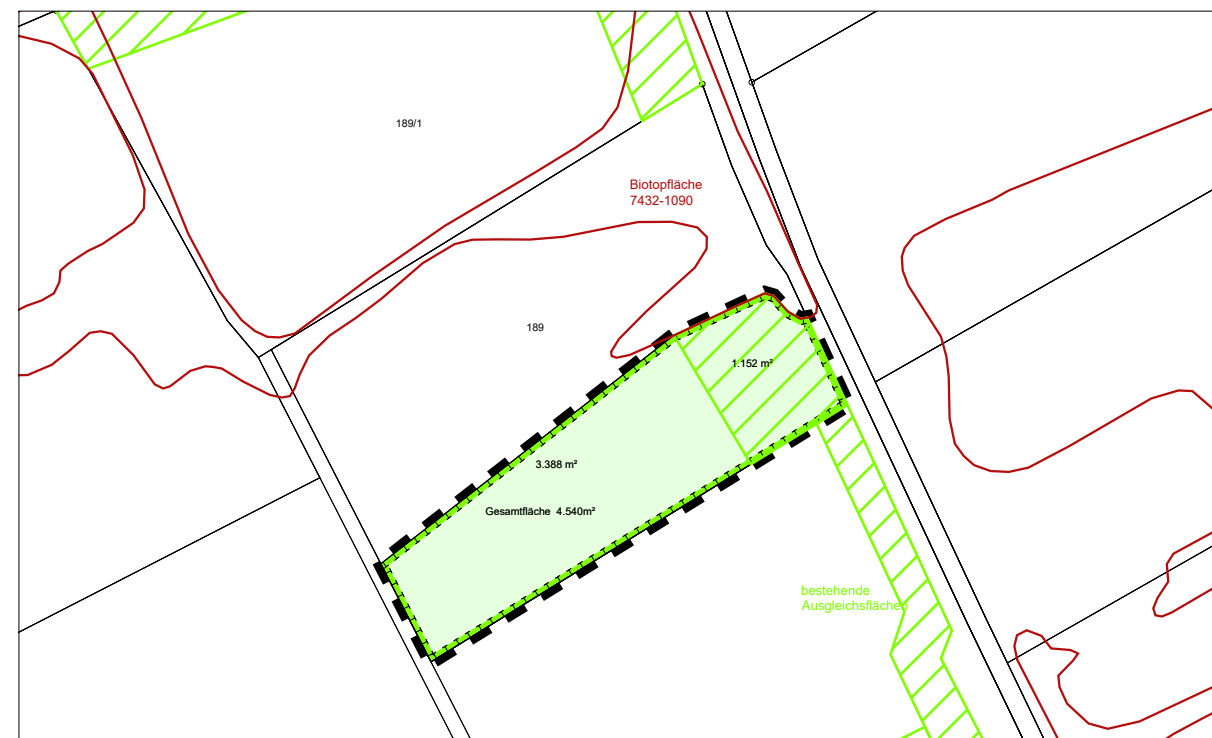 189/1
Biotopfläche
7432-1090
189
1.152 m²
3.388 m²
Gesamtfläche 4.540m²
bestehende
Ausgleichsflächen